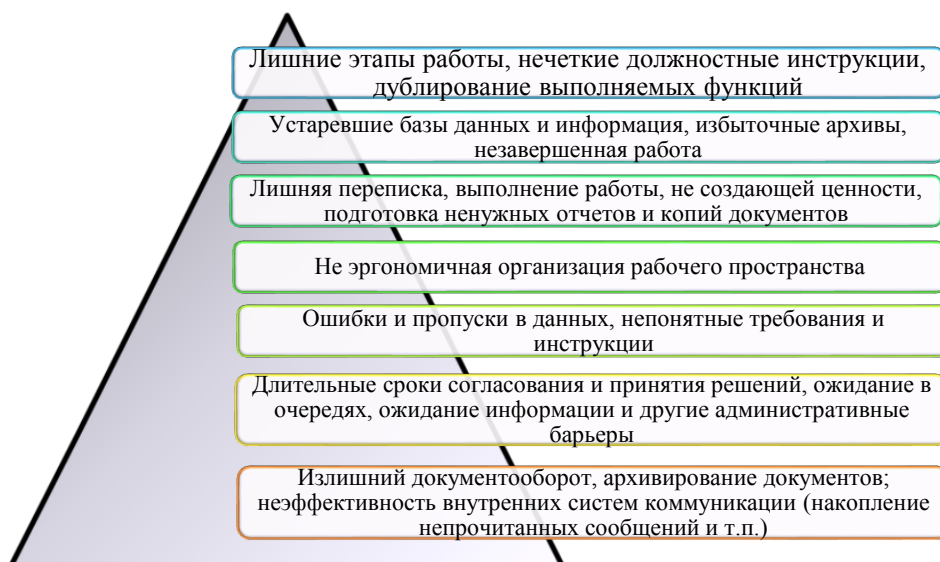 Лишние этапы работы, нечеткие должностные инструкции,
дублирование выполняемых функций
Устаревшие базы данных и информация, избыточные архивы,
незавершенная работа
Лишняя переписка, выполнение работы, не создающей ценности,
подготовка ненужных отчетов и копий документов
Не эргономичная организация рабочего пространства
Ошибки и пропуски в данных, непонятные требования и
инструкции
Длительные сроки согласования и принятия решений, ожидание в
очередях, ожидание информации и другие административные
барьеры
Излишний документооборот, архивирование документов;
неэффективность внутренних систем коммуникации (накопление
непрочитанных сообщений и т.п.)